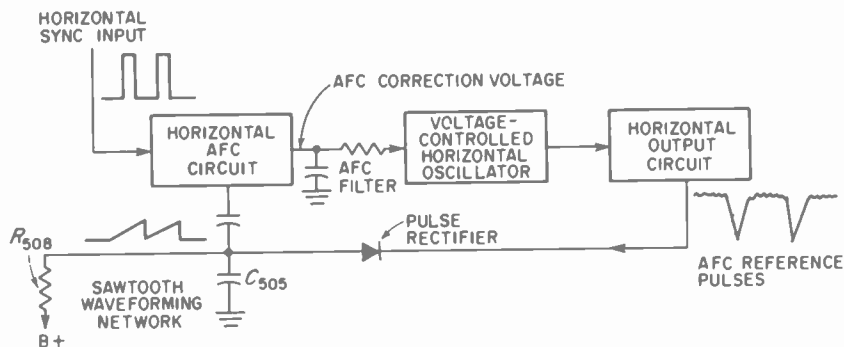 HORIZONTAL
SYNC INPUT
AFC CORRECTION VOLTAGE
HORIZONTAL
AFC
CIRCUIT
AFC
FILTER
VOLTAGE-
CONTROLLED
HORIZONTAL
OSCILLATOR
HORIZONTAL
OUTPUT
CIRCUIT
R508
PULSE
RECTIFIER
AFC REFERENCE
PULSES
C505
SAWTOOTH
WAVEFORMING
NETWORK
B+